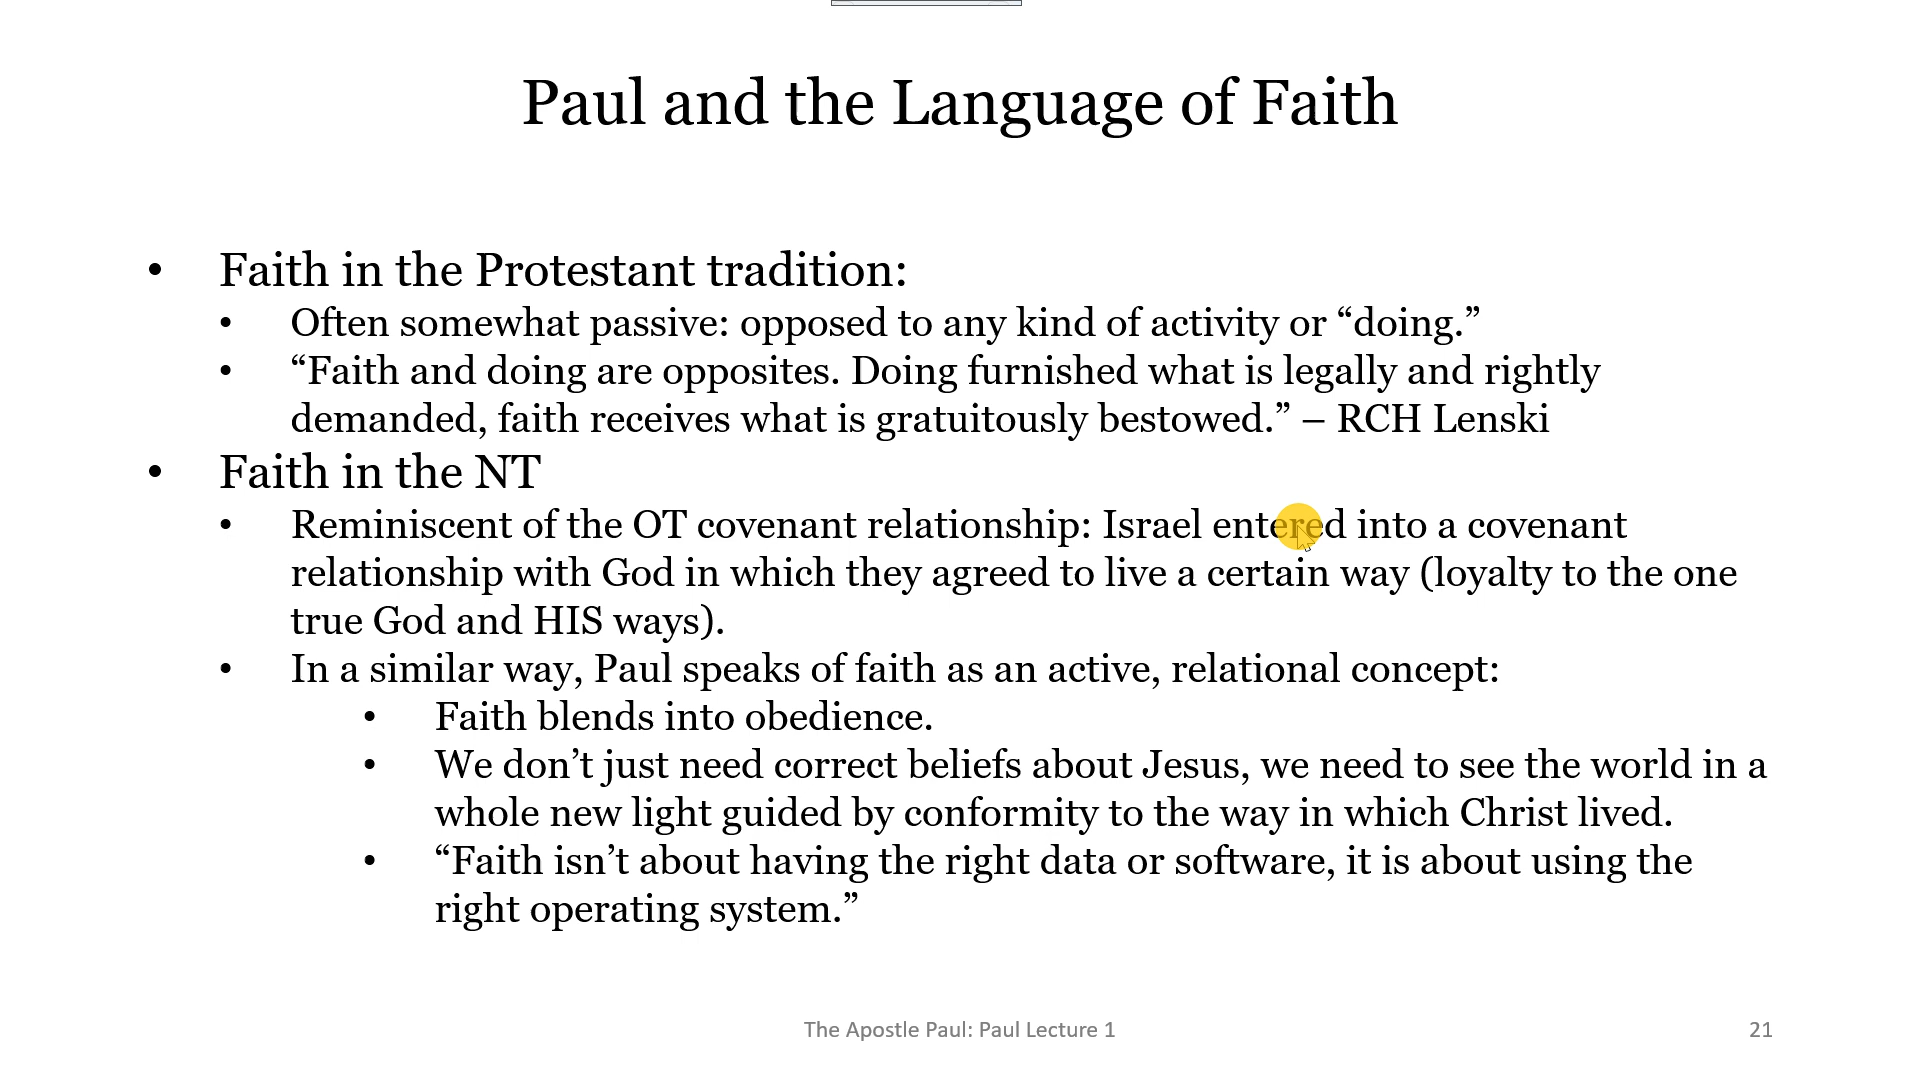 Paul and the Language of Faith
• Faith in the Protestant tradition:
• Often somewhat passive: opposed to any kind of activity or “doing.”
• “Faith and doing are opposites. Doing furnished what is legally and rightly
demanded, faith receives what is gratuitously bestowed.” – RCH Lenski
• Faith in the NT
• Reminiscent of the OT covenant relationship: Israel entered into a covenant
relationship with God in which they agreed to live a certain way (loyalty to the one
true God and HIS ways).
• In a similar way, Paul speaks of faith as an active, relational concept:
• Faith blends into obedience.
• We don’t just need correct beliefs about Jesus, we need to see the world in a
whole new light guided by conformity to the way in which Christ lived.
• “Faith isn’t about having the right data or software, it is about using the
right operating system.”
The Apostle Paul: Paul Lecture 1
21